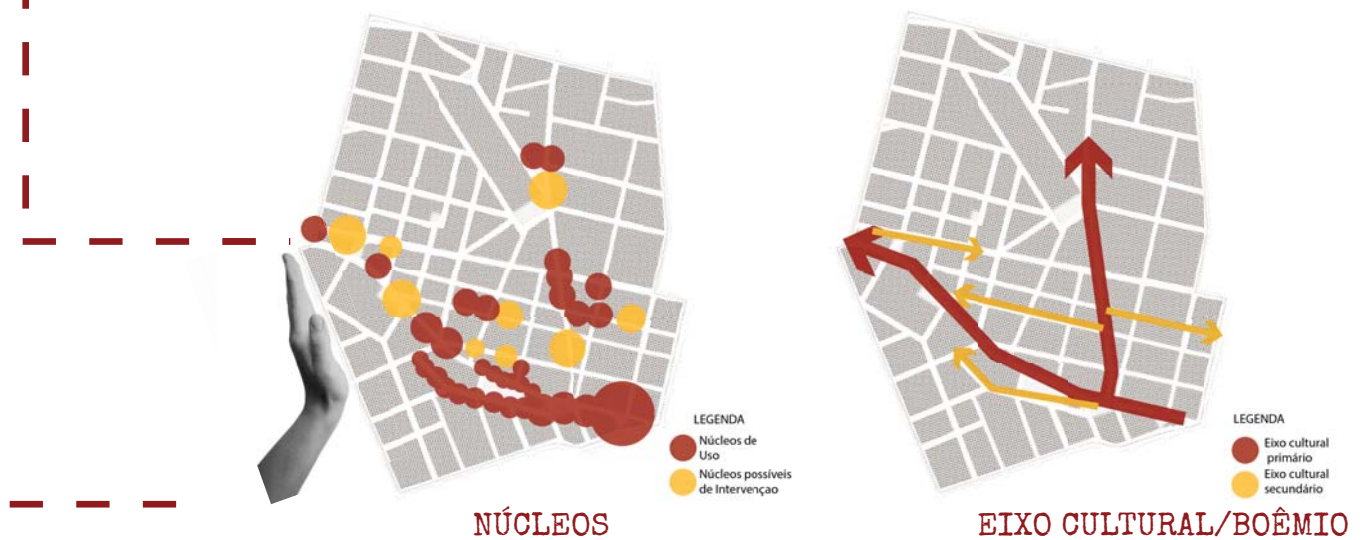 LEGENDA
Núcleos de
Uso
Núcleos possíveis
de Intervençao
NÚCLEOS
LEGENDA
Eixo cultural
primário
Eixo cultural
secundário
EIXO CULTURAL/BOÊMIO